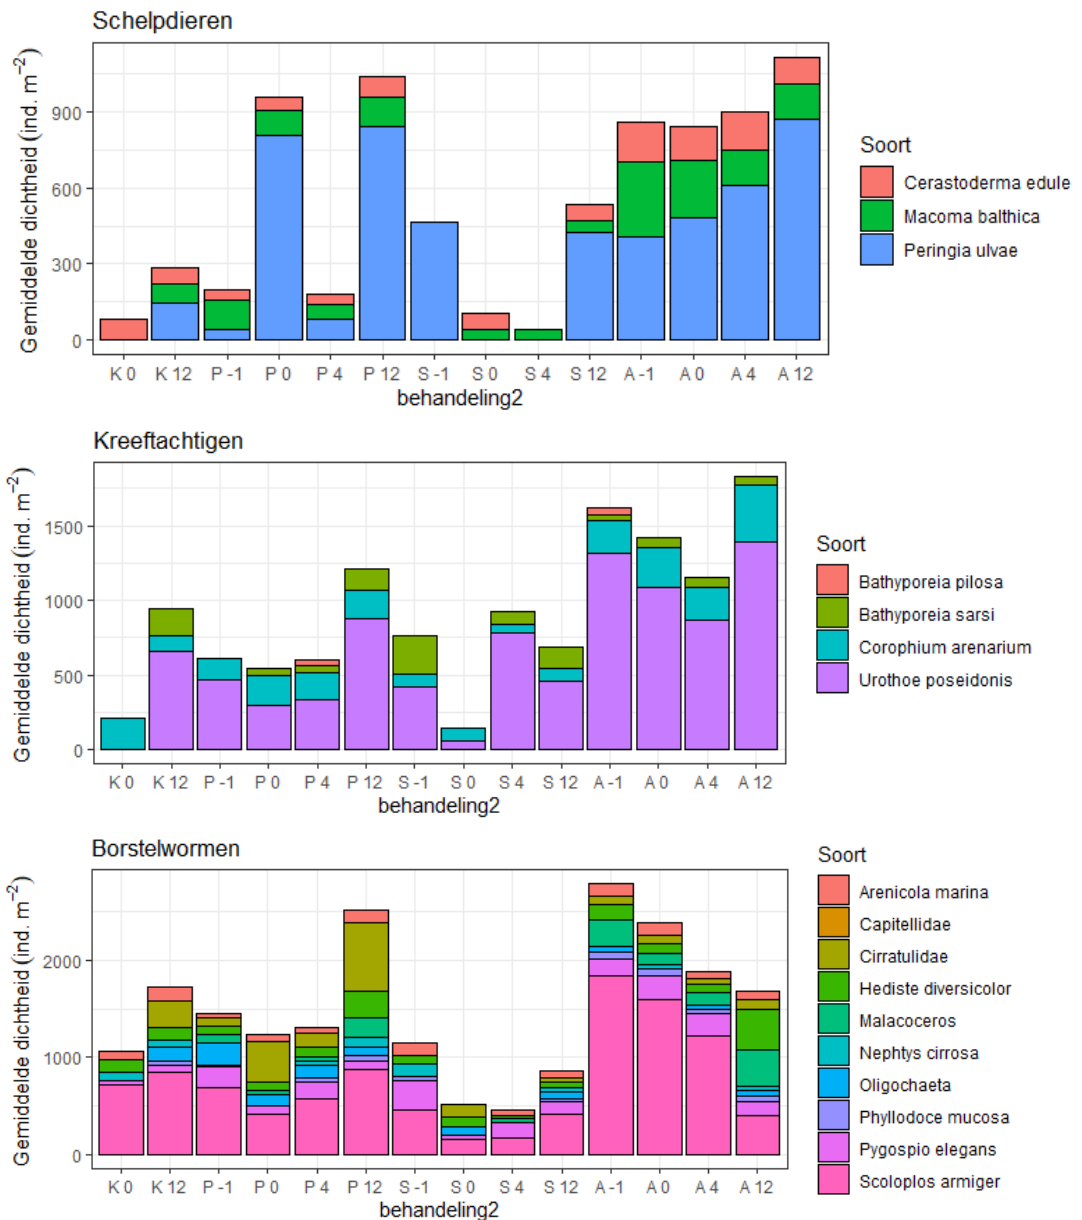 Schelpdieren
Gemiddelde dichtheid (ind. m⁻²)
900
600
300
0
K 0 K 12 P -1 P 0 P 4 P 12 S -1 S 0 S 4 S 12 A -1 A 0 A 4 A 12
behandeling2
Soort
Cerastoderma edule
Macoma balthica
Peringia ulvae
Kreeftachtigen
Gemiddelde dichtheid (ind. m⁻²)
1500
1000
500
0
K 0 K 12 P -1 P 0 P 4 P 12 S -1 S 0 S 4 S 12 A -1 A 0 A 4 A 12
behandeling2
Soort
Bathyporeia pilosa
Bathyporeia sarsi
Corophium arenarium
Urothoe poseidonis
Borstelwormen
Gemiddelde dichtheid (ind. m⁻²)
2000
1000
0
K 0 K 12 P -1 P 0 P 4 P 12 S -1 S 0 S 4 S 12 A -1 A 0 A 4 A 12
behandeling2
Soort
Arenicola marina
Capitellidae
Cirratulidae
Hediste diversicolor
Malacoceros
Nephtys cirrosa
Oligochaeta
Phyllodoce mucosa
Pygospio elegans
Scoloplos armiger